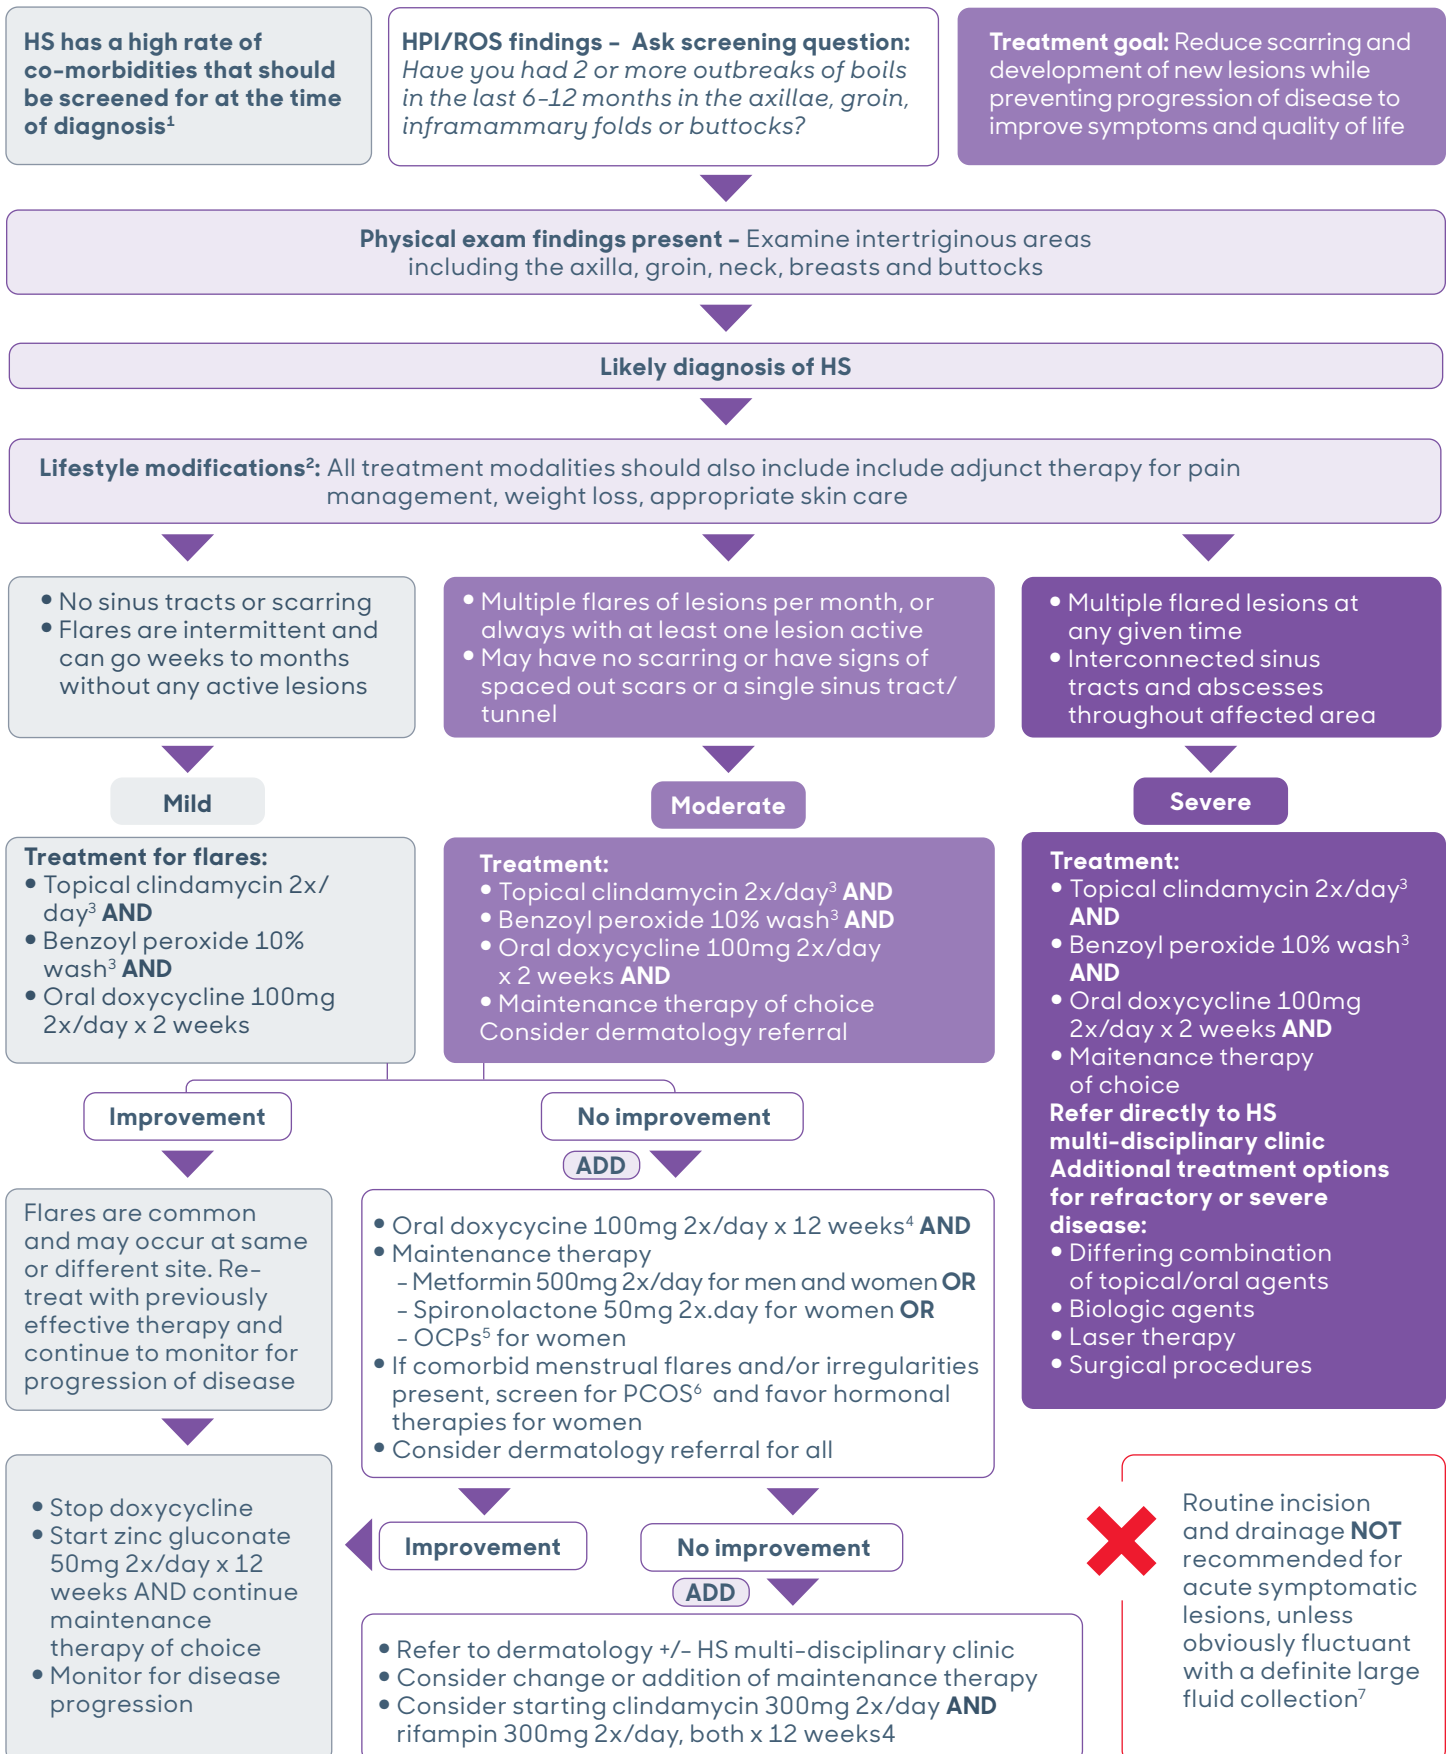 HS has a high rate of
co-morbidities that should
be screened for at the time
of diagnosis¹
HPI/ROS findings – Ask screening question:
Have you had 2 or more outbreaks of boils
in the last 6-12 months in the axillae, groin,
inframammary folds or buttocks?
Treatment goal: Reduce scarring and
development of new lesions while
preventing progression of disease to
improve symptoms and quality of life
Physical exam findings present – Examine intertriginous areas
including the axilla, groin, neck, breasts and buttocks
Likely diagnosis of HS
Lifestyle modifications²: All treatment modalities should also include include adjunct therapy for pain
management, weight loss, appropriate skin care
• No sinus tracts or scarring
• Flares are intermittent and
can go weeks to months
without any active lesions
• Multiple flares of lesions per month, or
always with at least one lesion active
• May have no scarring or have signs of
spaced out scars or a single sinus tract/
tunnel
• Multiple flared lesions at
any given time
• Interconnected sinus
tracts and abscesses
throughout affected area
Mild
Moderate
Severe
Treatment for flares:
• Topical clindamycin 2x/
day³ AND
• Benzoyl peroxide 10%
wash³ AND
• Oral doxycycline 100mg
2x/day x 2 weeks
Treatment:
• Topical clindamycin 2x/day³ AND
• Benzoyl peroxide 10% wash³ AND
• Oral doxycycline 100mg 2x/day
x 2 weeks AND
• Maintenance therapy of choice
Consider dermatology referral
Treatment:
• Topical clindamycin 2x/day³
AND
• Benzoyl peroxide 10% wash³
AND
• Oral doxycycline 100mg
2x/day x 2 weeks AND
• Maitenance therapy
of choice
Refer directly to HS
multi-disciplinary clinic
Additional treatment options
for refractory or severe
disease:
• Differing combination
of topical/oral agents
• Biologic agents
• Laser therapy
• Surgical procedures
Improvement
No improvement
ADD
Flares are common
and may occur at same
or different site. Re-
treat with previously
effective therapy and
continue to monitor for
progression of disease
• Oral doxycycine 100mg 2x/day x 12 weeks⁴ AND
• Maintenance therapy
- Metformin 500mg 2x/day for men and women OR
- Spironolactone 50mg 2x.day for women OR
- OCPs⁵ for women
• If comorbid menstrual flares and/or irregularities
present, screen for PCOS⁶ and favor hormonal
therapies for women
• Consider dermatology referral for all
• Stop doxycycline
• Start zinc gluconate
50mg 2x/day x 12
weeks AND continue
maintenance
therapy of choice
• Monitor for disease
progression
Improvement
No improvement
ADD
• Refer to dermatology +/- HS multi-disciplinary clinic
• Consider change or addition of maintenance therapy
• Consider starting clindamycin 300mg 2x/day AND
rifampin 300mg 2x/day, both x 12 weeks4
Routine incision
and drainage NOT
recommended for
acute symptomatic
lesions, unless
obviously fluctuant
with a definite large
fluid collection⁷